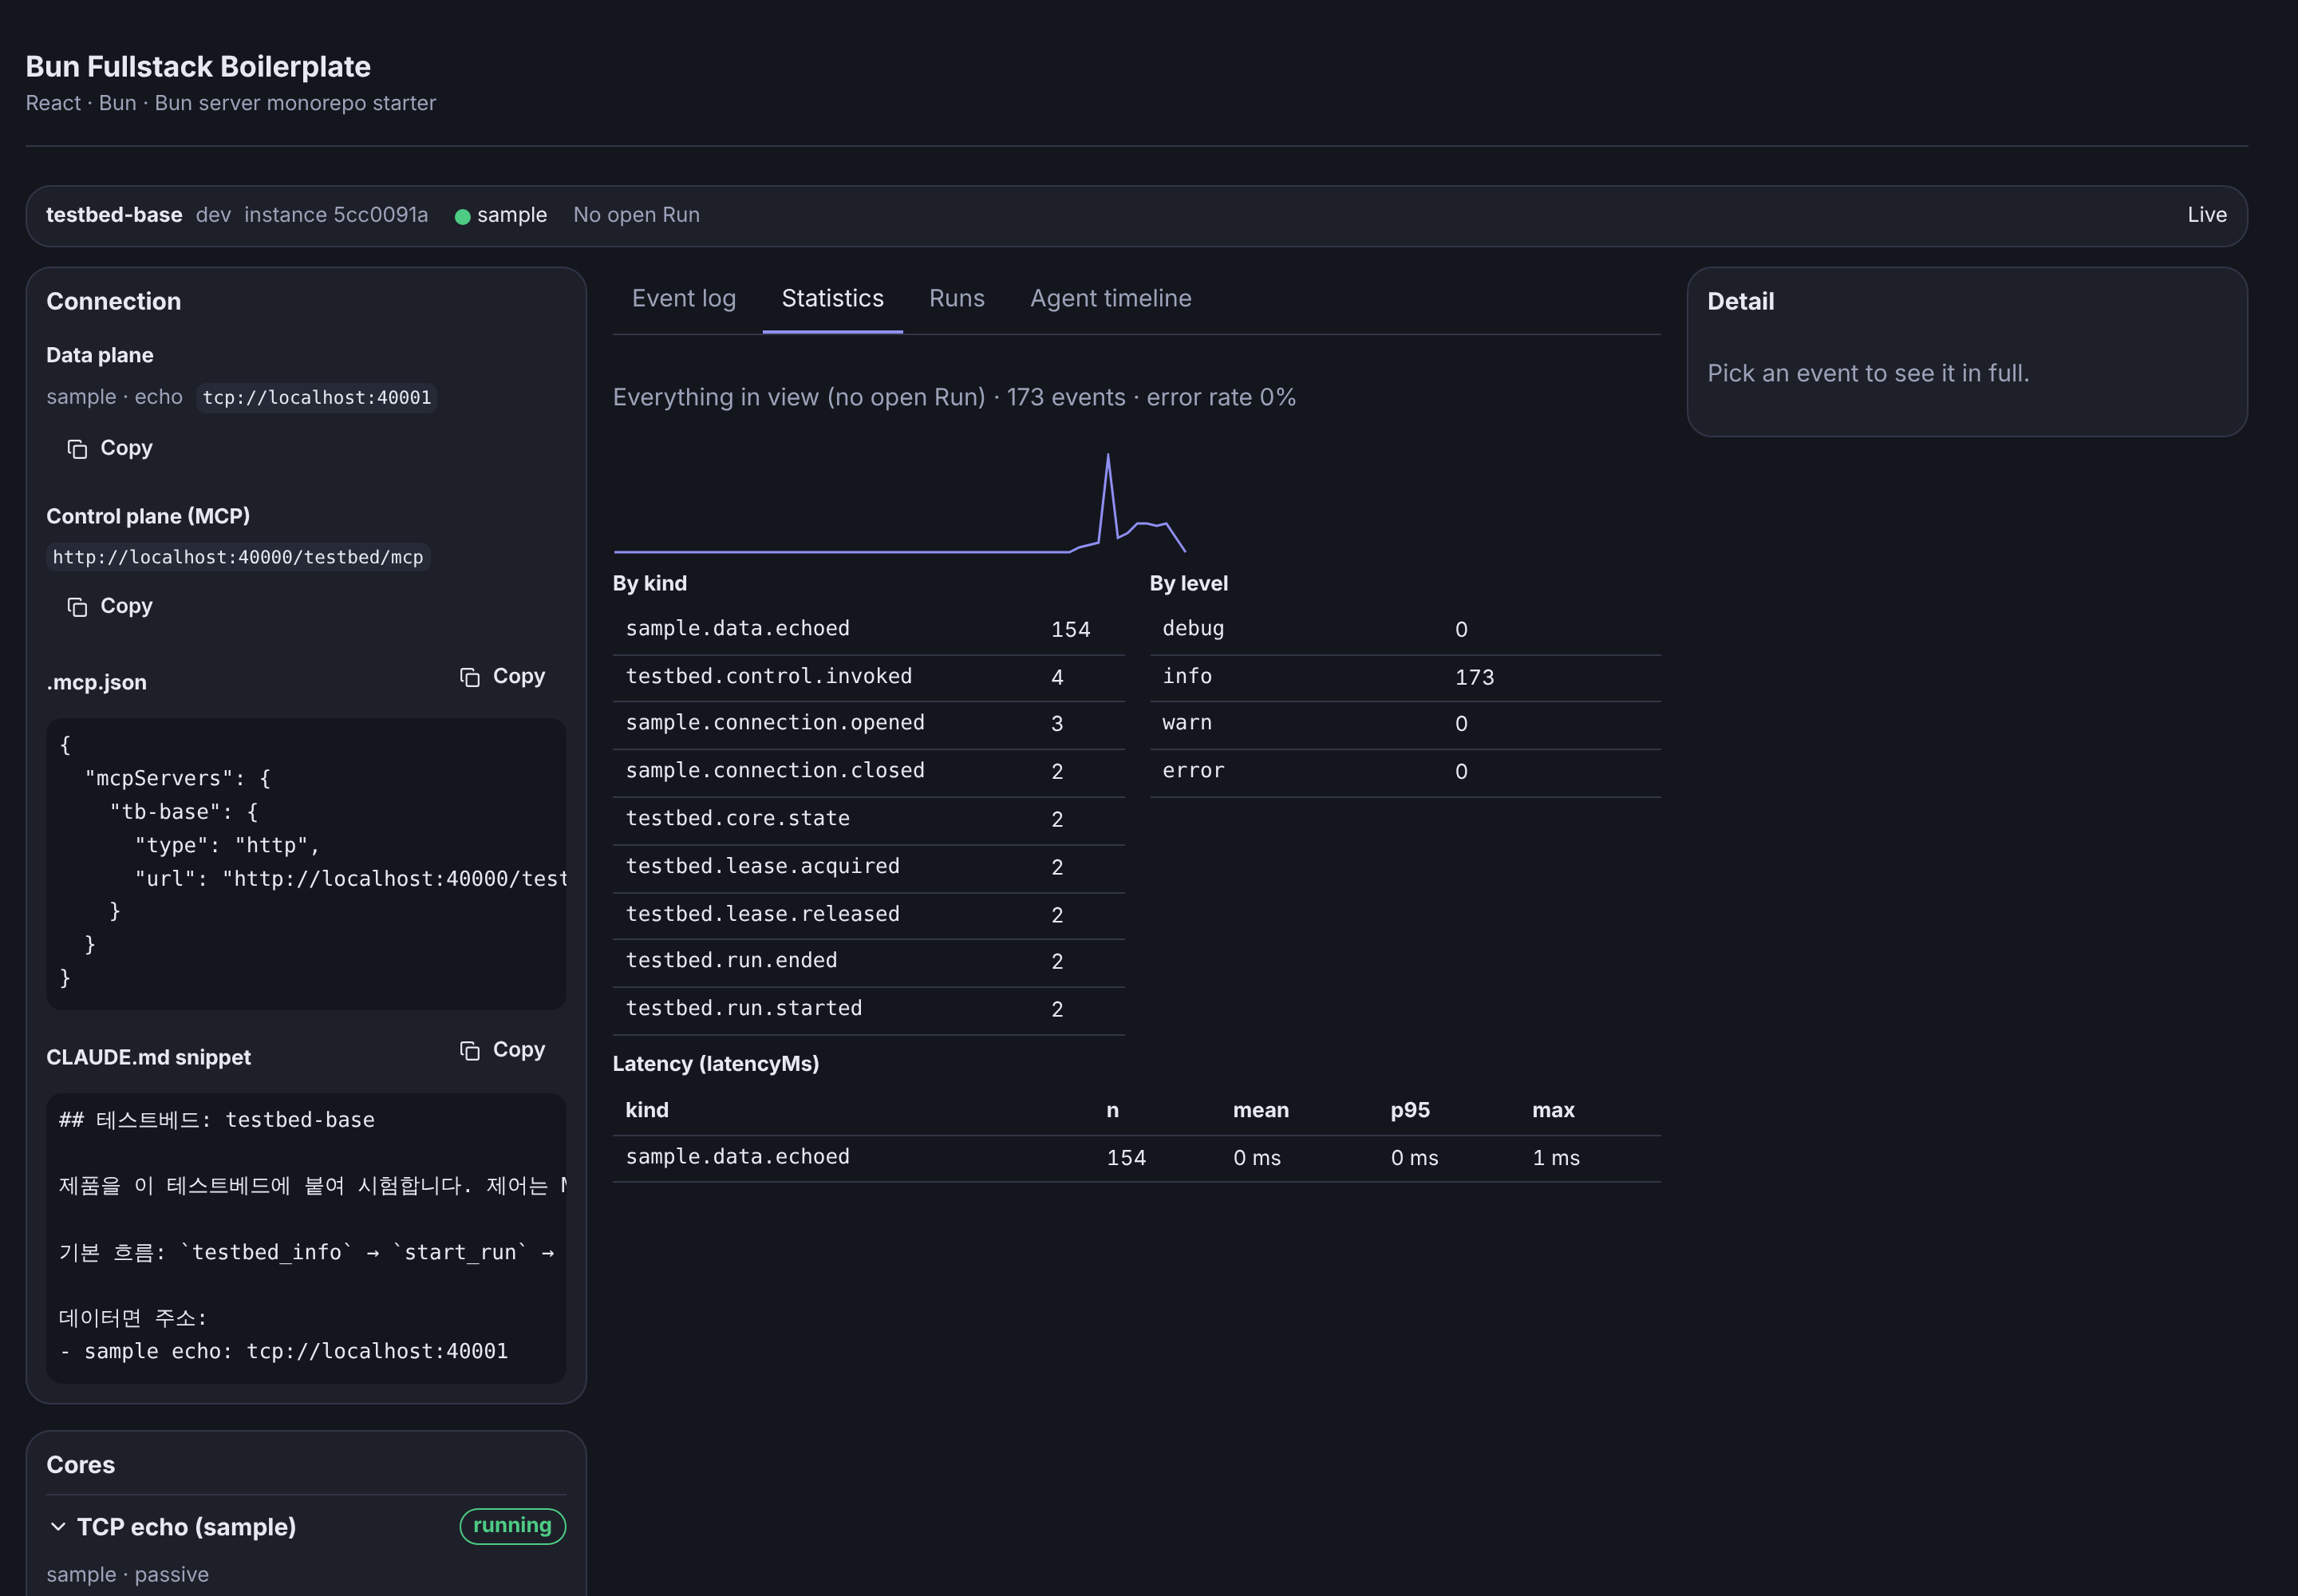 Bun Fullstack Boilerplate
React · Bun · Bun server monorepo starter
testbed-base dev instance 5cc0091a sample No open Run Live
Connection
Data plane
sample · echo tcp://localhost:40001
Copy
Control plane (MCP)
http://localhost:40000/testbed/mcp
Copy
.mcp.json Copy
{
  "mcpServers": {
    "tb-base": {
      "type": "http",
      "url": "http://localhost:40000/test
    }
  }
}
CLAUDE.md snippet Copy
## 테스트베드: testbed-base
제품을 이 테스트베드에 붙여 시험합니다. 제어는
기본 흐름: `testbed_info` → `start_run` →
데이터면 주소:
- sample echo: tcp://localhost:40001
Cores
TCP echo (sample) running
sample · passive
Event log Statistics Runs Agent timeline
Everything in view (no open Run) · 173 events · error rate 0%
By kind
sample.data.echoed 154
testbed.control.invoked 4
sample.connection.opened 3
sample.connection.closed 2
testbed.core.state 2
testbed.lease.acquired 2
testbed.lease.released 2
testbed.run.ended 2
testbed.run.started 2
By level
debug 0
info 173
warn 0
error 0
Latency (latencyMs)
kind n mean p95 max
sample.data.echoed 154 0 ms 0 ms 1 ms
Detail
Pick an event to see it in full.